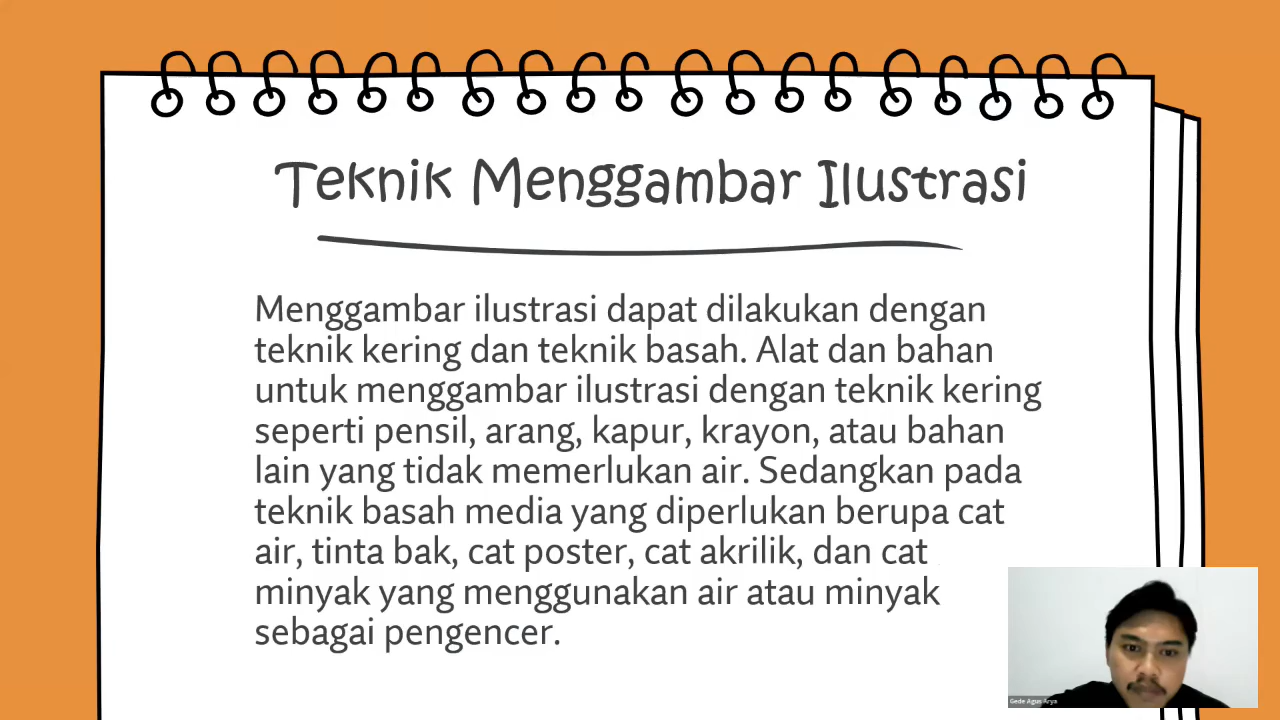 Teknik Menggambar Ilustrasi
Menggambar ilustrasi dapat dilakukan dengan
teknik kering dan teknik basah. Alat dan bahan
untuk menggambar ilustrasi dengan teknik kering
seperti pensil, arang, kapur, krayon, atau bahan
lain yang tidak memerlukan air. Sedangkan pada
teknik basah media yang diperlukan berupa cat
air, tinta bak, cat poster, cat akrilik, dan cat
minyak yang menggunakan air atau minyak
sebagai pengencer.
Gede Agus Arya